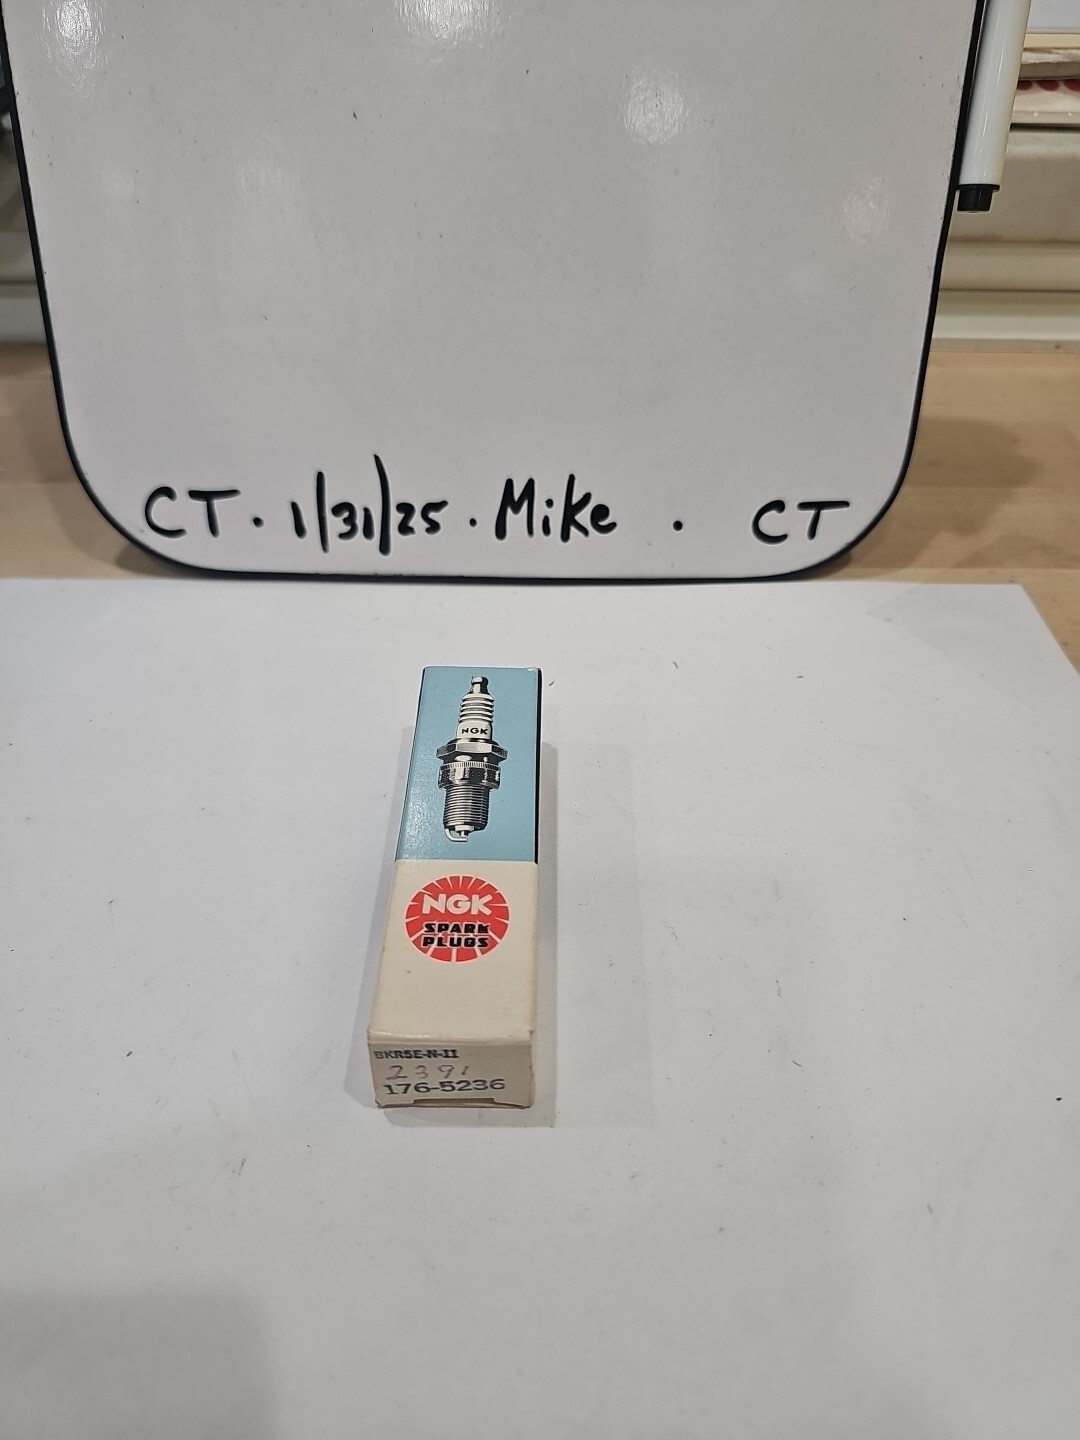 CT. 1/31/25 . Mike . CT
NGK
NGK
SPARK
PLUGS
BKR5E-N-11
2391
176-5236